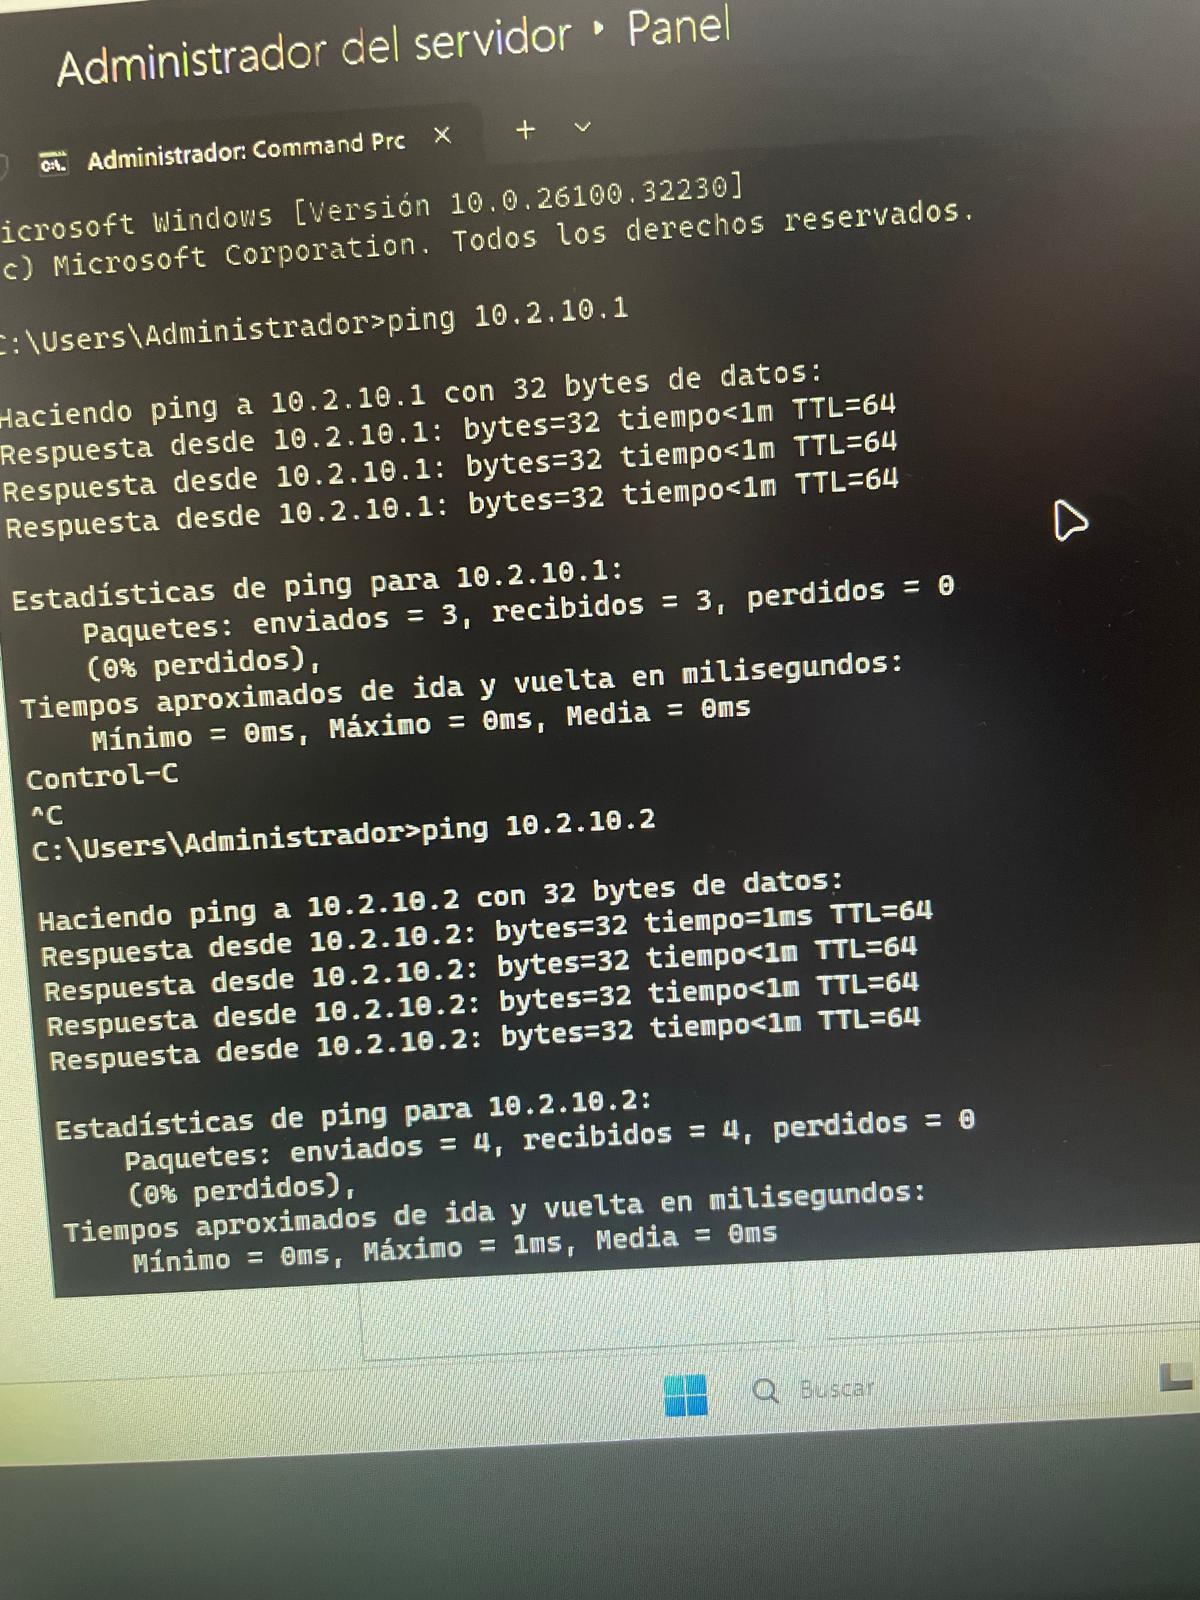 Administrador del servidor ‣ Panel
Administrador: Command Prc
icrosoft Windows [Versión 10.0.26100.32230]
c) Microsoft Corporation. Todos los derechos reservados.
C:\Users\Administrador>ping 10.2.10.1
Haciendo ping a 10.2.10.1 con 32 bytes de datos:
Respuesta desde 10.2.10.1: bytes=32 tiempo<1m TTL=64
Respuesta desde 10.2.10.1: bytes=32 tiempo<1m TTL=64
Respuesta desde 10.2.10.1: bytes=32 tiempo<1m TTL=64
Estadísticas de ping para 10.2.10.1:
Paquetes: enviados = 3, recibidos = 3, perdidos = 0
(0% perdidos),
Tiempos aproximados de ida y vuelta en milisegundos:
Mínimo = 0ms, Máximo = 0ms, Media = 0ms
Control-C
^C
C:\Users\Administrador>ping 10.2.10.2
Haciendo ping a 10.2.10.2 con 32 bytes de datos:
Respuesta desde 10.2.10.2: bytes=32 tiempo=1ms TTL=64
Respuesta desde 10.2.10.2: bytes=32 tiempo<1m TTL=64
Respuesta desde 10.2.10.2: bytes=32 tiempo<1m TTL=64
Respuesta desde 10.2.10.2: bytes=32 tiempo<1m TTL=64
Estadísticas de ping para 10.2.10.2:
Paquetes: enviados = 4, recibidos = 4, perdidos = 0
(0% perdidos),
Tiempos aproximados de ida y vuelta en milisegundos:
Mínimo = 0ms, Máximo = 1ms, Media = 0ms
Buscar